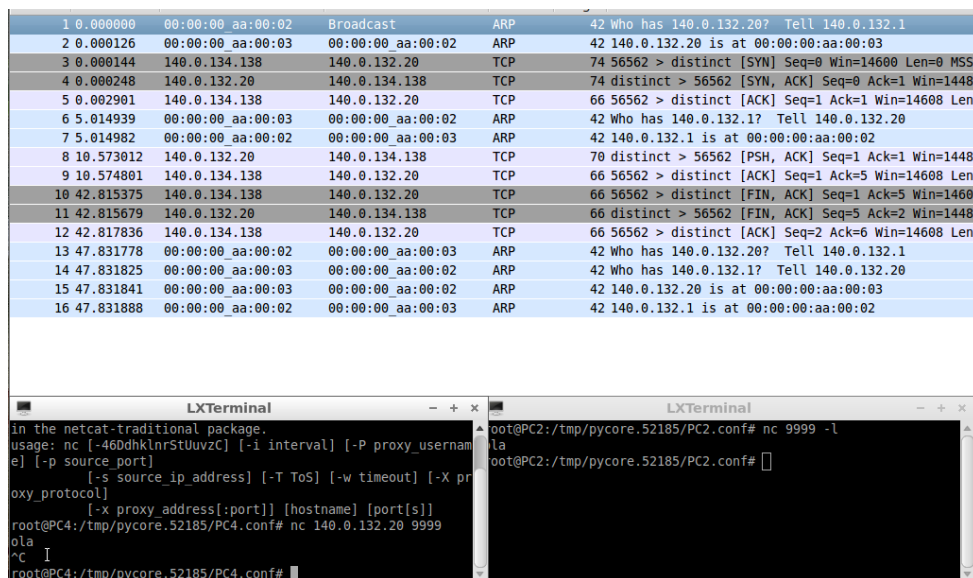 1 0.000000 00:00:00_aa:00:02 Broadcast ARP 42 Who has 140.0.132.20? Tell 140.0.132.1
2 0.000126 00:00:00_aa:00:03 00:00:00_aa:00:02 ARP 42 140.0.132.20 is at 00:00:00:aa:00:03
3 0.000144 140.0.134.138 140.0.132.20 TCP 74 56562 > distinct [SYN] Seq=0 Win=14600 Len=0 MSS
4 0.000248 140.0.132.20 140.0.134.138 TCP 74 distinct > 56562 [SYN, ACK] Seq=0 Ack=1 Win=1448
5 0.002901 140.0.134.138 140.0.132.20 TCP 66 56562 > distinct [ACK] Seq=1 Ack=1 Win=14608 Len
6 5.014939 00:00:00_aa:00:03 00:00:00_aa:00:02 ARP 42 Who has 140.0.132.1? Tell 140.0.132.20
7 5.014982 00:00:00_aa:00:02 00:00:00_aa:00:03 ARP 42 140.0.132.1 is at 00:00:00:aa:00:02
8 10.573012 140.0.132.20 140.0.134.138 TCP 70 distinct > 56562 [PSH, ACK] Seq=1 Ack=1 Win=1448
9 10.574801 140.0.134.138 140.0.132.20 TCP 66 56562 > distinct [ACK] Seq=1 Ack=5 Win=14608 Len
10 42.815375 140.0.134.138 140.0.132.20 TCP 66 56562 > distinct [FIN, ACK] Seq=1 Ack=5 Win=1460
11 42.815679 140.0.132.20 140.0.134.138 TCP 66 distinct > 56562 [FIN, ACK] Seq=5 Ack=2 Win=1448
12 42.817836 140.0.134.138 140.0.132.20 TCP 66 56562 > distinct [ACK] Seq=2 Ack=6 Win=14608 Len
13 47.831778 00:00:00_aa:00:02 00:00:00_aa:00:03 ARP 42 Who has 140.0.132.20? Tell 140.0.132.1
14 47.831825 00:00:00_aa:00:03 00:00:00_aa:00:02 ARP 42 Who has 140.0.132.1? Tell 140.0.132.20
15 47.831841 00:00:00_aa:00:03 00:00:00_aa:00:02 ARP 42 140.0.132.20 is at 00:00:00:aa:00:03
16 47.831888 00:00:00_aa:00:02 00:00:00_aa:00:03 ARP 42 140.0.132.1 is at 00:00:00:aa:00:02
LXTerminal
in the netcat-traditional package.
usage: nc [-46DdhklnrStUuvzC] [-i interval] [-P proxy_usernam
e] [-p source_port]
[-s source_ip_address] [-T ToS] [-w timeout] [-X pr
oxy_protocol]
[-x proxy_address[:port]] [hostname] [port[s]]
root@PC4:/tmp/pycore.52185/PC4.conf# nc 140.0.132.20 9999
ola
^C
root@PC4:/tmp/pycore.52185/PC4.conf#
LXTerminal
root@PC2:/tmp/pycore.52185/PC2.conf# nc 9999 -l
ola
root@PC2:/tmp/pycore.52185/PC2.conf#